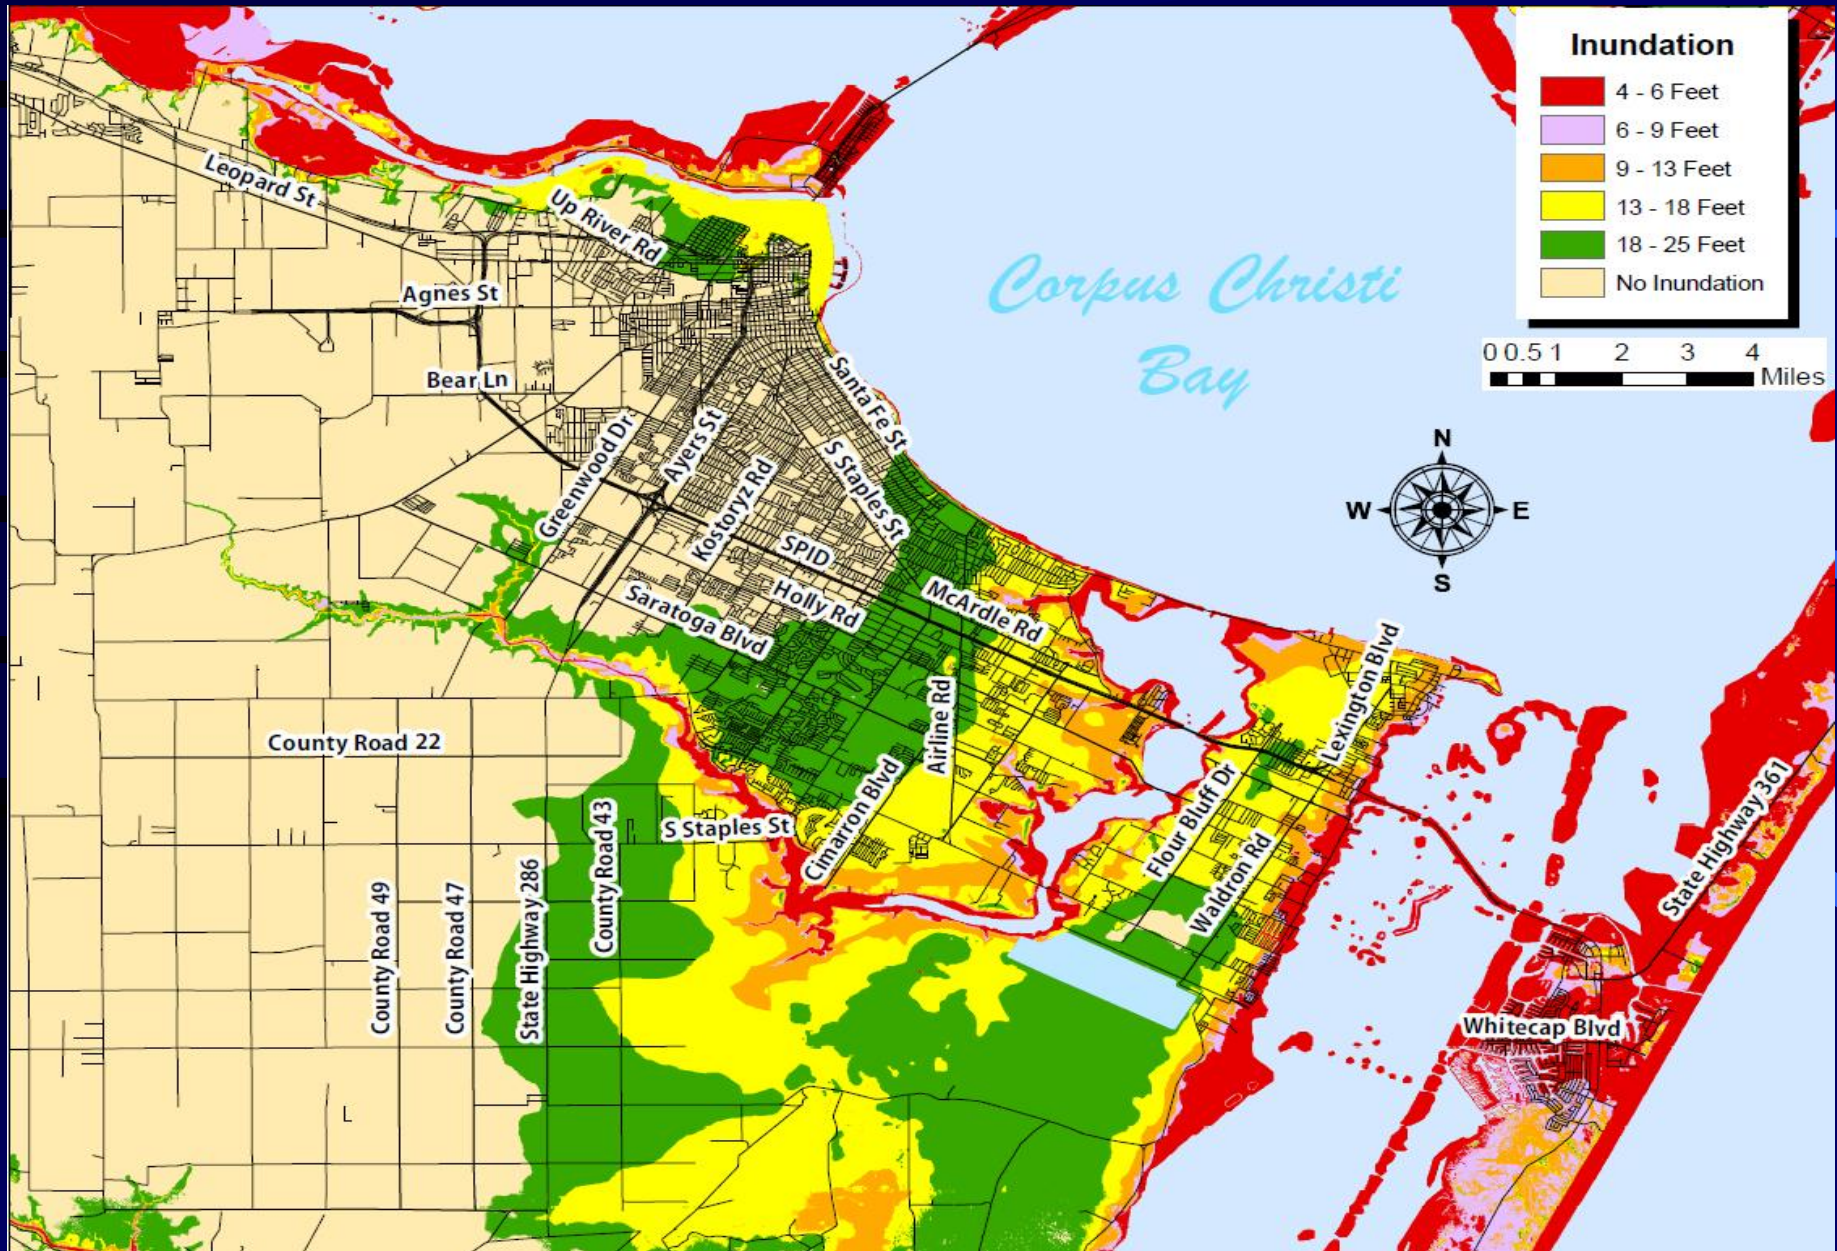 Inundation
4 - 6 Feet
6 - 9 Feet
9 - 13 Feet
13 - 18 Feet
18 - 25 Feet
No Inundation
0 0.5 1 2 3 4
Miles
Leopard St
Up River Rd
Agnes St
Bear Ln
Corpus Christi
Bay
Santa Fe St
Greenwood Dr
Ayers St
Kostoryz Rd
S Staples St
SPID
Holly Rd
McArdle Rd
Saratoga Blvd
N
W
E
S
Lexington Blvd
Airline Rd
County Road 22
Cimarron Blvd
Flour Bluff Dr
Waldron Rd
State Highway 361
S Staples St
County Road 43
State Highway 286
County Road 47
County Road 49
Whitecap Blvd